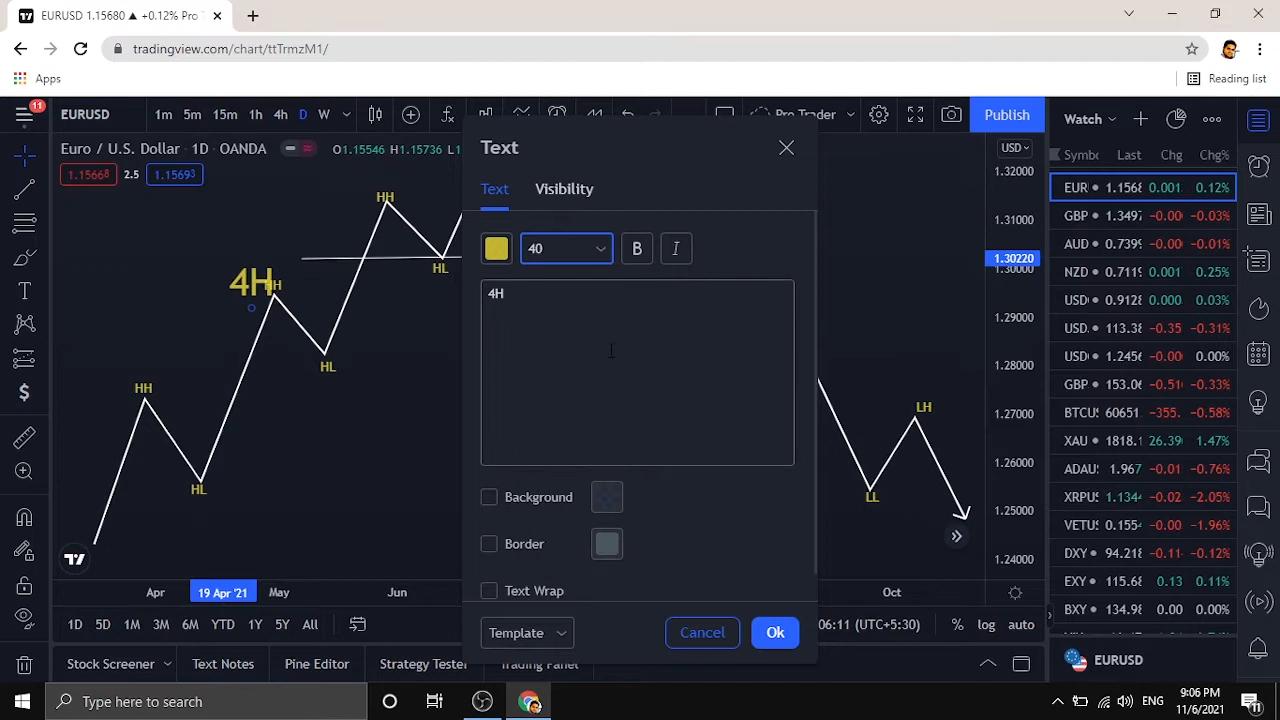 EURUSD 1.15680 ▲ +0.12% Pro
tradingview.com/chart/ttTrmzM1/
Apps
Reading list
11
EURUSD 1m 5m 15m 1h 4h D W
Pro Trader
Publish
Watch
Euro / U.S. Dollar · 1D · OANDA
O1.15546 H1.15736
1.15668 2.5 1.15693
Text
Text Visibility
40 B I
4H
Background
Border
Text Wrap
Template Cancel Ok
4H
HH
HL
HH
HL
HH
HL
LL
LH
USD
1.32000
1.31000
1.30220
1.30000
1.29000
1.28000
1.27000
1.26000
1.25000
1.24000
Symbo Last Chg Chg%
EUR 1.1568 0.001 0.12%
GBP 1.3497 -0.00 -0.03%
AUD 0.7399 -0.00 -0.01%
NZD 0.7119 0.001 0.25%
USD 0.9128 0.000 0.03%
USD 113.38 -0.35 -0.31%
USD 1.2456 -0.00 0.00%
GBP 153.06 -0.51 -0.33%
BTCUS 60651 -355. -0.58%
XAU 1818.1 26.39 1.47%
ADAUS 1.967 -0.01 -0.76%
XRPUS 1.1344 -0.02 -2.05%
VETUS 0.1554 -0.00 -1.96%
DXY 94.218 -0.11 -0.12%
EXY 115.68 0.13 0.11%
BXY 134.98 0.00 0.00%
Apr 19 Apr '21 May Jun Oct
1D 5D 1M 3M 6M YTD 1Y 5Y All
06:11 (UTC+5:30) % log auto
Stock Screener Text Notes Pine Editor Strategy Tester Trading Panel
EURUSD
Type here to search
ENG
9:06 PM
11/6/2021
11